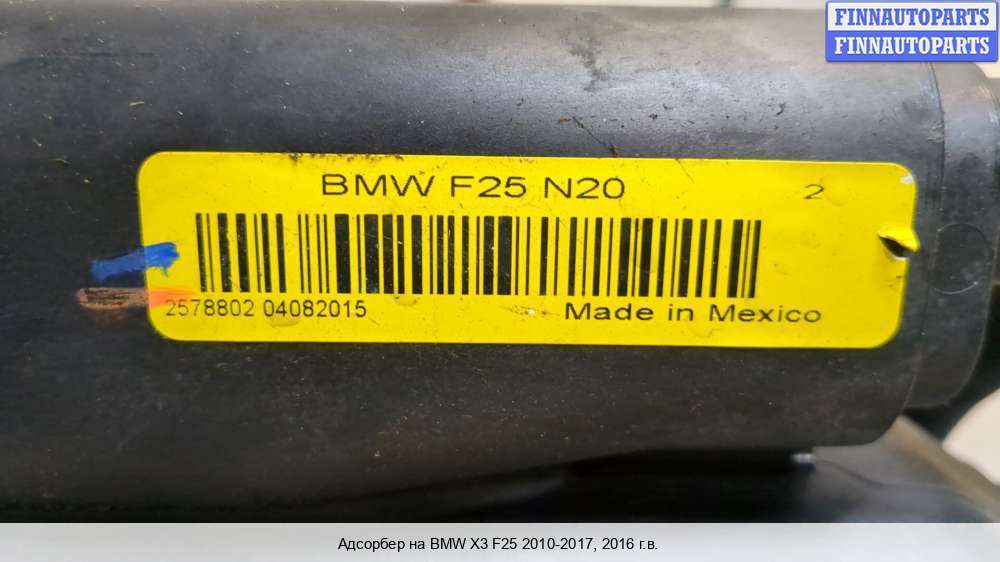 FINNAUTOPARTS
FINNAUTOPARTS
BMW F25 N20 2
2578802 04082015 Made in Mexico
Адсорбер на BMW X3 F25 2010-2017, 2016 г.в.